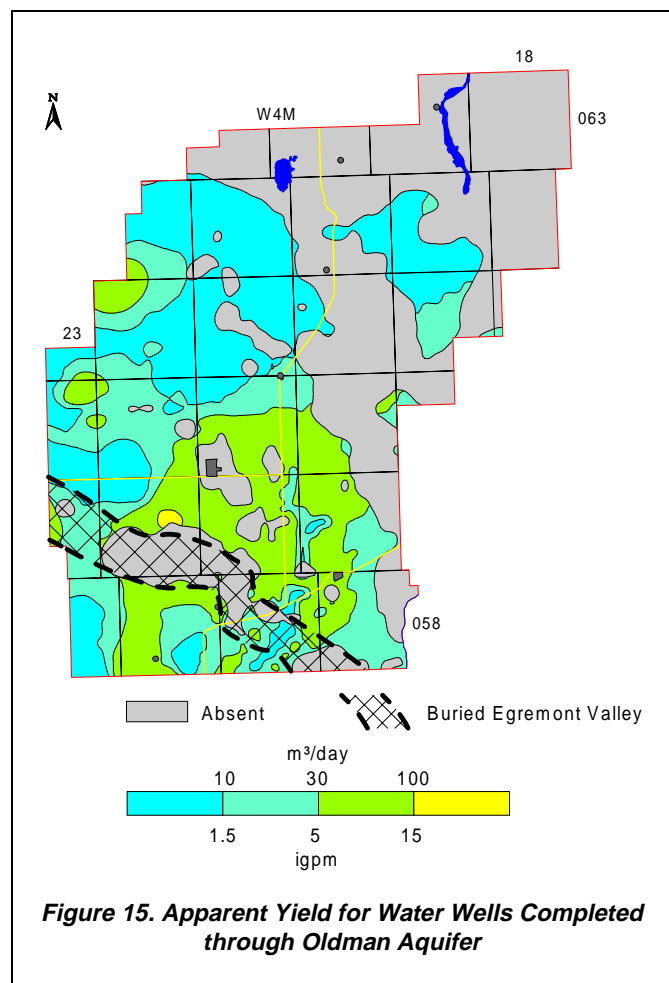 18
N
W4M
063
23
058
Absent
Buried Egremont Valley
m³/day
10 30 100
1.5 5 15
igpm
Figure 15. Apparent Yield for Water Wells Completed
through Oldman Aquifer